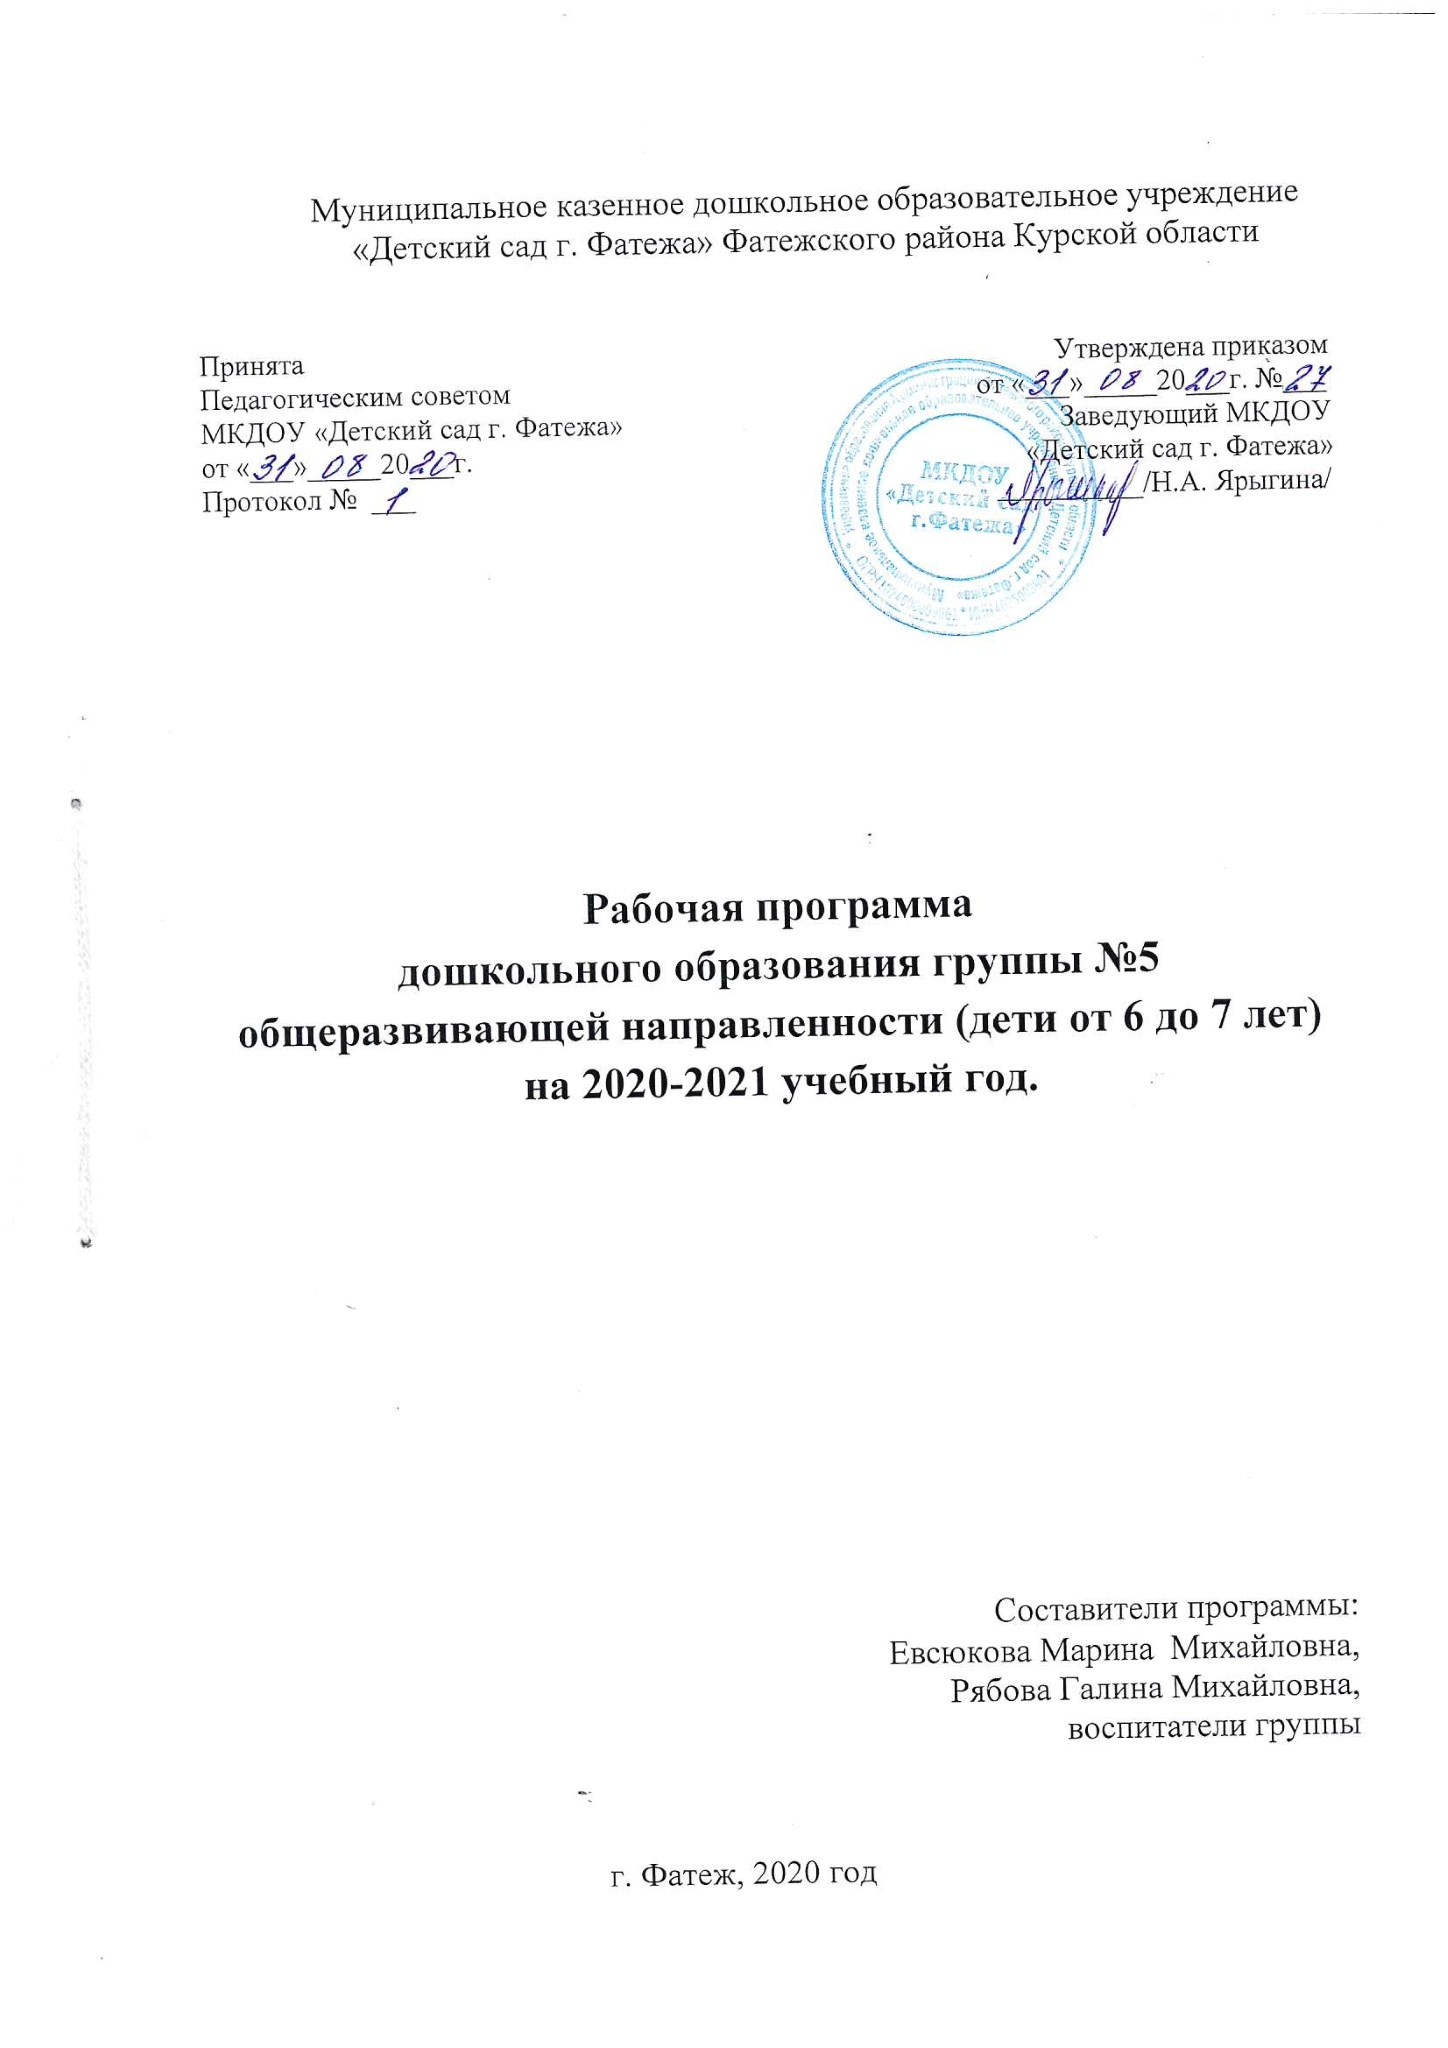 Муниципальное казенное дошкольное образовательное учреждение
«Детский сад г. Фатежа» Фатежского района Курской области
Принята
Педагогическим советом
МКДОУ «Детский сад г. Фатежа»
от «31» 08 2020г.
Протокол № 1
Утверждена приказом
от «31» 08 2020г. №27
Заведующий МКДОУ
«Детский сад г. Фатежа»
/Н.А. Ярыгина/
МКДОУ
«Детский сад
г.Фатежа»
Рабочая программа
дошкольного образования группы №5
общеразвивающей направленности (дети от 6 до 7 лет)
на 2020-2021 учебный год.
Составители программы:
Евсюкова Марина Михайловна,
Рябова Галина Михайловна,
воспитатели группы
г. Фатеж, 2020 год